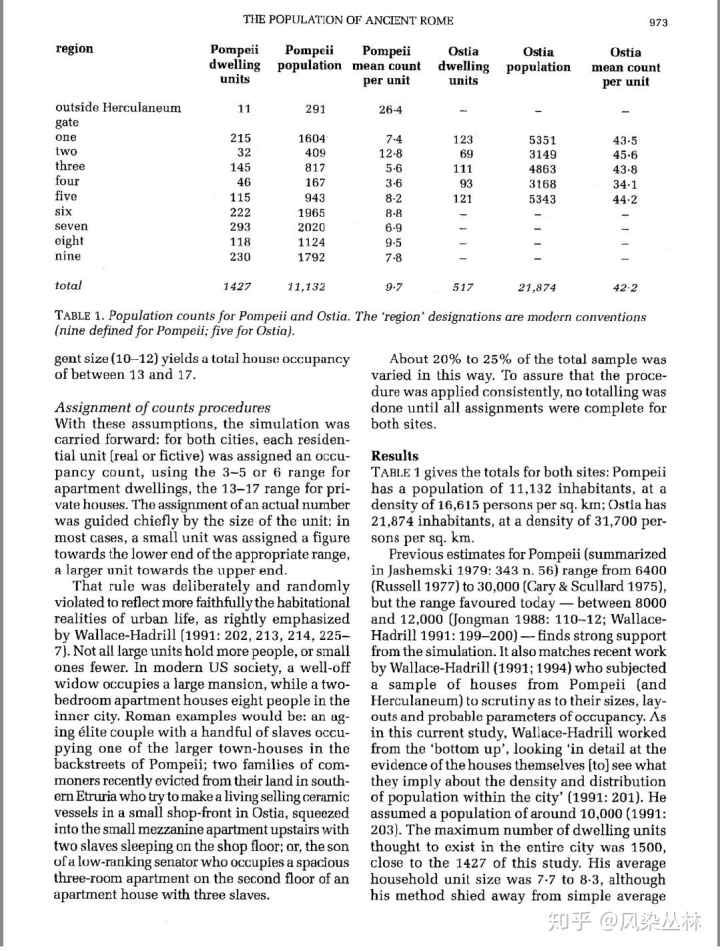 THE POPULATION OF ANCIENT ROME 973
region Pompeii Pompeii Pompeii Ostia Ostia Ostia
dwelling population mean count dwelling population mean count
units per unit units per unit
outside Herculaneum 11 291 26·4 – – –
gate
one 215 1604 7·4 123 5351 43·5
two 32 409 12·8 69 3149 45·6
three 145 817 5·6 111 4863 43·8
four 46 167 3·6 93 3168 34·1
five 115 943 8·2 121 5343 44·2
six 222 1965 8·8 – – –
seven 293 2020 6·9 – – –
eight 118 1124 9·5 – – –
nine 230 1792 7·8 – – –
total 1427 11,132 9·7 517 21,874 42·2
TABLE 1. Population counts for Pompeii and Ostia. The 'region' designations are modern conventions
(nine defined for Pompeii; five for Ostia).
gent size (10–12) yields a total house occupancy
of between 13 and 17.
Assignment of counts procedures
With these assumptions, the simulation was
carried forward: for both cities, each residen-
tial unit (real or fictive) was assigned an occu-
pancy count, using the 3–5 or 6 range for
apartment dwellings, the 13–17 range for pri-
vate houses. The assignment of an actual number
was guided chiefly by the size of the unit: in
most cases, a small unit was assigned a figure
towards the lower end of the appropriate range,
a larger unit towards the upper end.
That rule was deliberately and randomly
violated to reflect more faithfully the habitational
realities of urban life, as rightly emphasized
by Wallace-Hadrill (1991: 202, 213, 214, 225–
7). Not all large units hold more people, or small
ones fewer. In modern US society, a well-off
widow occupies a large mansion, while a two-
bedroom apartment houses eight people in the
inner city. Roman examples would be: an ag-
ing élite couple with a handful of slaves occu-
pying one of the larger town-houses in the
backstreets of Pompeii; two families of com-
moners recently evicted from their land in south-
ern Etruria who try to make a living selling ceramic
vessels in a small shop-front in Ostia, squeezed
into the small mezzanine apartment upstairs with
two slaves sleeping on the shop floor; or, the son
of a low-ranking senator who occupies a spacious
three-room apartment on the second floor of an
apartment house with three slaves.
About 20% to 25% of the total sample was
varied in this way. To assure that the proce-
dure was applied consistently, no totalling was
done until all assignments were complete for
both sites.
Results
TABLE 1 gives the totals for both sites: Pompeii
has a population of 11,132 inhabitants, at a
density of 16,615 persons per sq. km; Ostia has
21,874 inhabitants, at a density of 31,700 per-
sons per sq. km.
Previous estimates for Pompeii (summarized
in Jashemski 1979: 343 n. 56) range from 6400
(Russell 1977) to 30,000 (Cary & Scullard 1975),
but the range favoured today — between 8000
and 12,000 (Jongman 1988: 110–12; Wallace-
Hadrill 1991: 199–200) — finds strong support
from the simulation. It also matches recent work
by Wallace-Hadrill (1991; 1994) who subjected
a sample of houses from Pompeii (and
Herculaneum) to scrutiny as to their sizes, lay-
outs and probable parameters of occupancy. As
in this current study, Wallace-Hadrill worked
from the 'bottom up', looking 'in detail at the
evidence of the houses themselves [to] see what
they imply about the density and distribution
of population within the city' (1991: 201). He
assumed a population of around 10,000 (1991:
203). The maximum number of dwelling units
thought to exist in the entire city was 1500,
close to the 1427 of this study. His average
household unit size was 7·7 to 8·3, although
his method shied away from simple average
知乎 @风染丛林